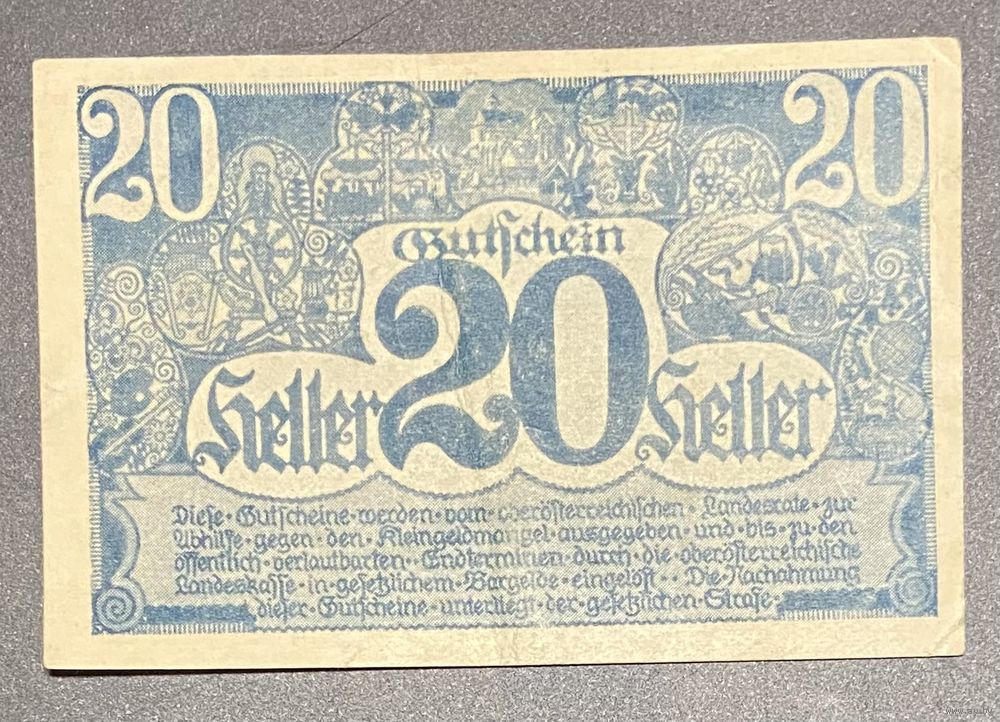 20 20
Gutschein
20
Heller Heller
Diese · Gutscheine · werden · vom · oberösterreichischen · Landesrate · zur
Abhilfe · gegen · den · Kleingeldmangel · ausgegeben · und · bis · zu · den
öffentlich · verlautbarten · Endterminen · durch · die · oberösterreichische
Landeskasse · in · gesetzlichem · Bargelde · eingelöst · · Die · Nachahmung
dieser · Gutscheine · unterliegt · der · gesetzlichen · Strafe ·